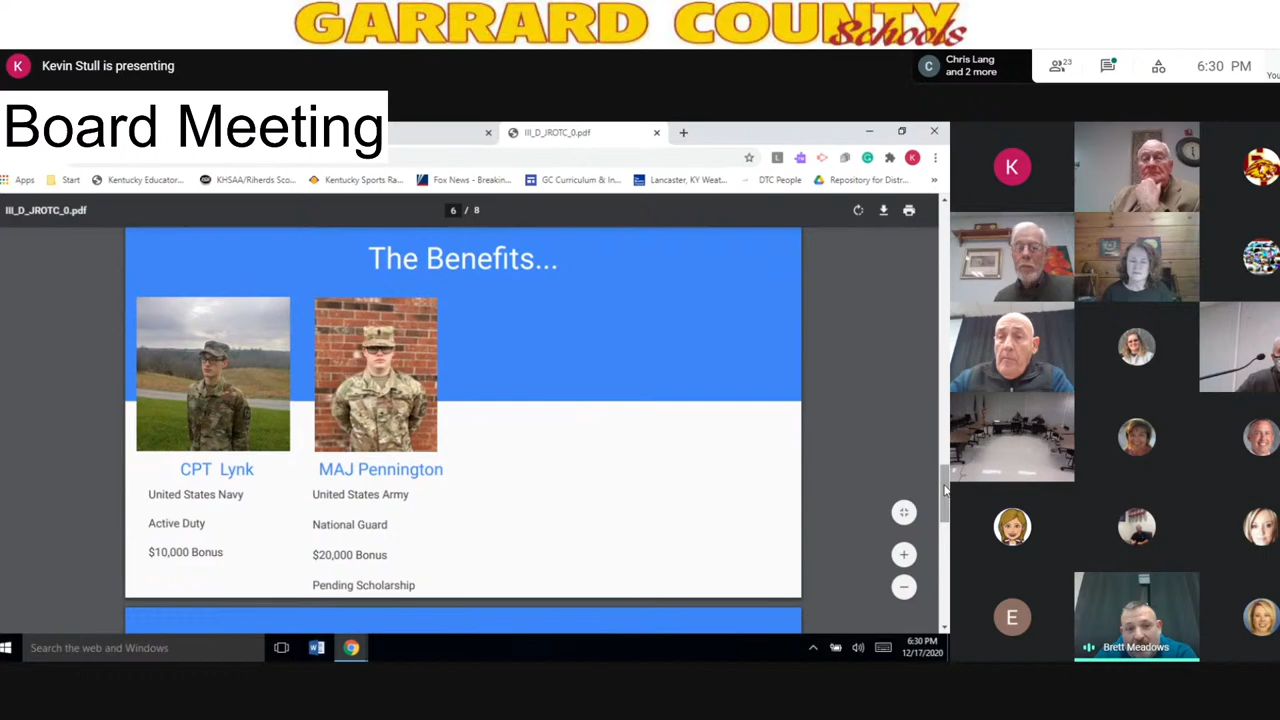 GARRARD COUNTY
Schools
K Kevin Stull is presenting
C Chris Lang
and 2 more
23
6:30 PM
You
Board Meeting
III_D_JROTC_0.pdf
Apps Start Kentucky Educator... KHSAA/Riherds Sco... Kentucky Sports Ra... Fox News - Breakin... GC Curriculum & In... Lancaster, KY Weat... DTC People Repository for Distr... »
III_D_JROTC_0.pdf
6 / 8
The Benefits...
CPT Lynk
MAJ Pennington
United States Navy
United States Army
Active Duty
National Guard
$10,000 Bonus
$20,000 Bonus
Pending Scholarship
K
E
Brett Meadows
Search the web and Windows
6:30 PM
12/17/2020